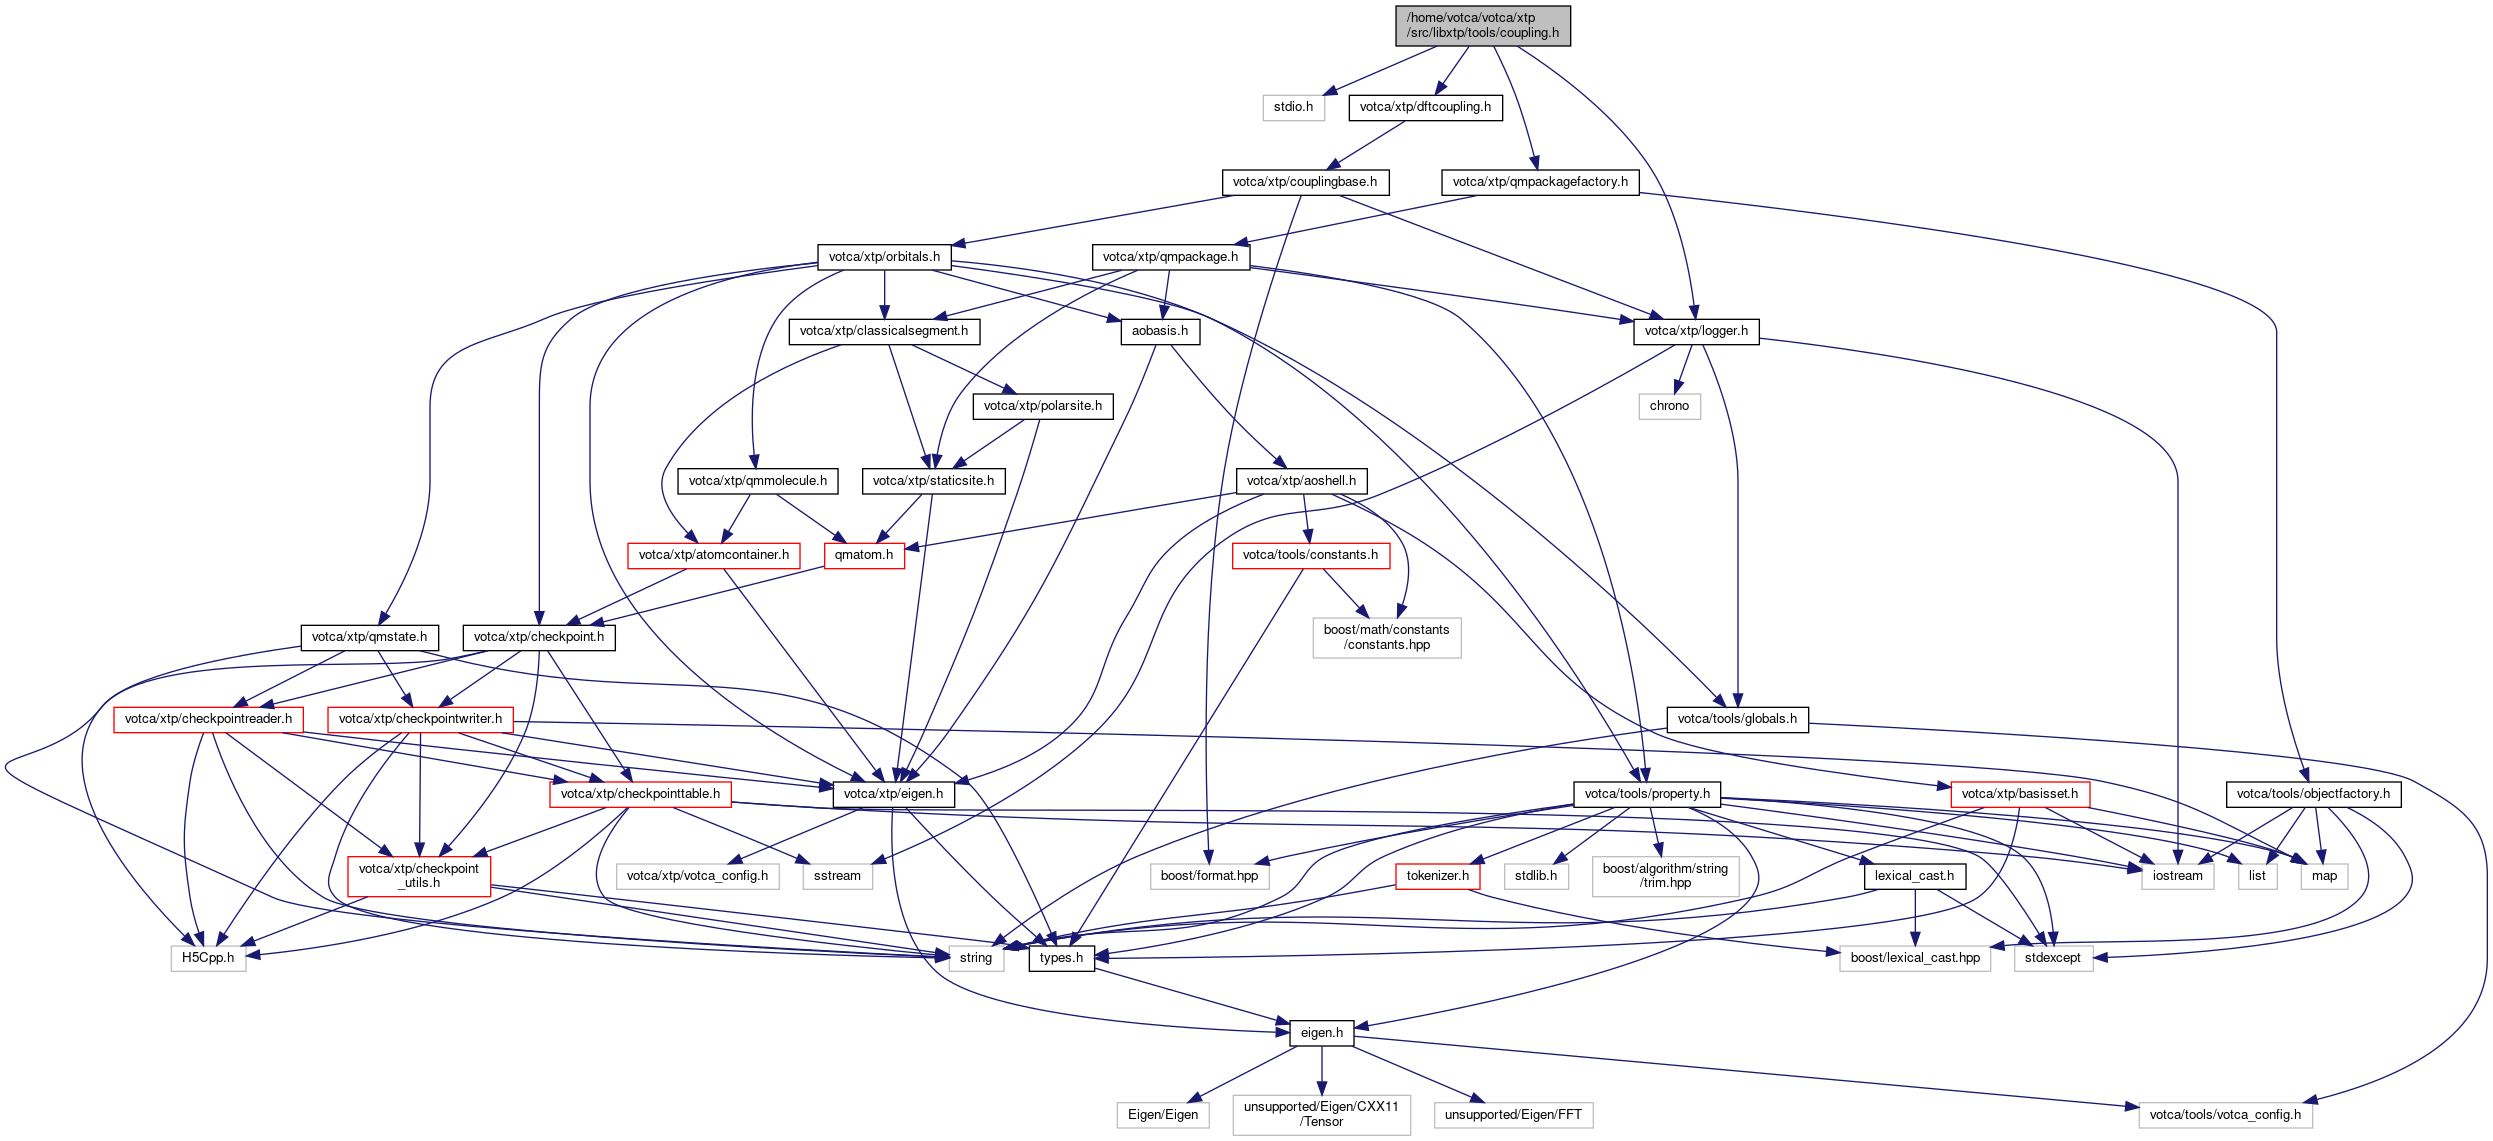 /home/votca/votca/xtp
/src/libxtp/tools/coupling.h
stdio.h
votca/xtp/dftcoupling.h
votca/xtp/couplingbase.h
votca/xtp/qmpackagefactory.h
votca/xtp/orbitals.h
votca/xtp/qmpackage.h
votca/xtp/classicalsegment.h
aobasis.h
votca/xtp/logger.h
votca/xtp/polarsite.h
chrono
votca/xtp/qmmolecule.h
votca/xtp/staticsite.h
votca/xtp/aoshell.h
votca/xtp/atomcontainer.h
qmatom.h
votca/tools/constants.h
votca/xtp/qmstate.h
votca/xtp/checkpoint.h
boost/math/constants
/constants.hpp
votca/xtp/checkpointreader.h
votca/xtp/checkpointwriter.h
votca/tools/globals.h
votca/xtp/checkpointtable.h
votca/xtp/eigen.h
votca/tools/property.h
votca/xtp/basisset.h
votca/tools/objectfactory.h
votca/xtp/checkpoint
_utils.h
votca/xtp/votca_config.h
sstream
boost/format.hpp
tokenizer.h
stdlib.h
boost/algorithm/string
/trim.hpp
lexical_cast.h
iostream
list
map
H5Cpp.h
string
types.h
boost/lexical_cast.hpp
stdexcept
eigen.h
Eigen/Eigen
unsupported/Eigen/CXX11
/Tensor
unsupported/Eigen/FFT
votca/tools/votca_config.h